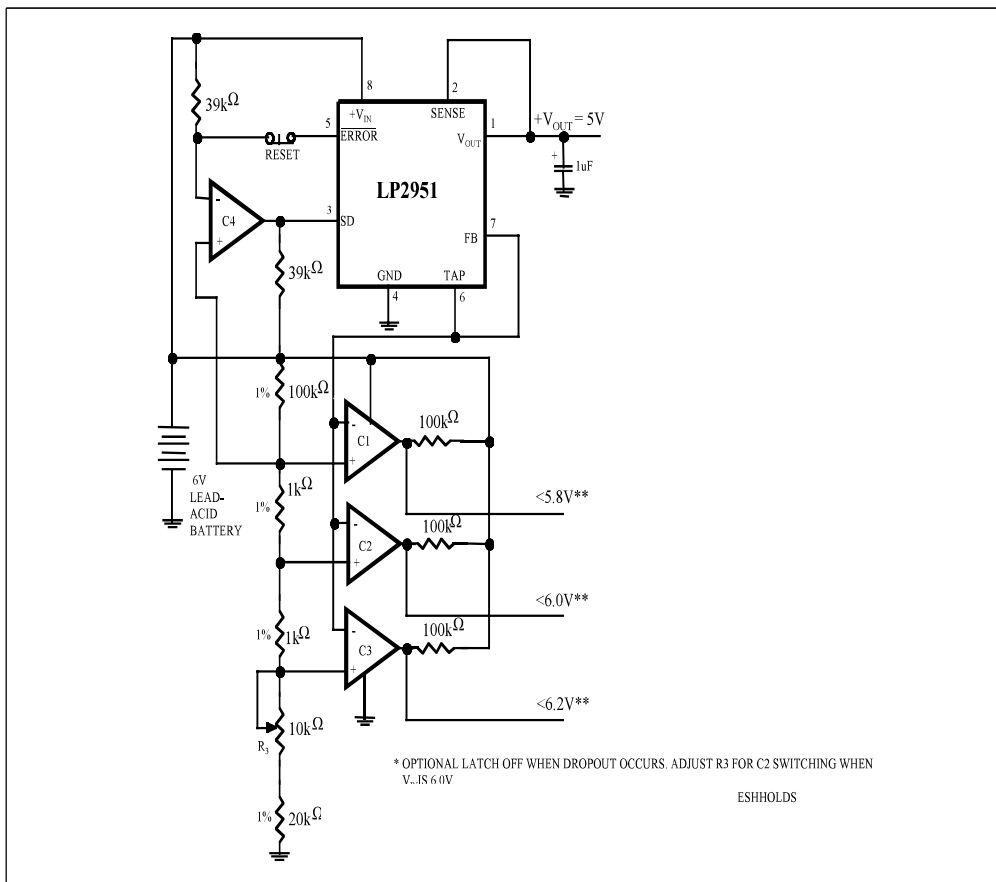 39kΩ
8
2
+VIN
SENSE
5
ERROR
1
VOUT
+VOUT = 5V
RESET
+
1uF
LP2951
-
C4
+
3
SD
7
FB
39kΩ
GND
TAP
4
6
1%
100kΩ
-
C1
+
100kΩ
6V
LEAD-
ACID
BATTERY
1%
1kΩ
<5.8V**
-
C2
+
100kΩ
<6.0V**
1%
1kΩ
-
C3
+
100kΩ
<6.2V**
10kΩ
R3
* OPTIONAL LATCH OFF WHEN DROPOUT OCCURS. ADJUST R3 FOR C2 SWITCHING WHEN
IS 6.0V
ESHHOLDS
1%
20kΩ